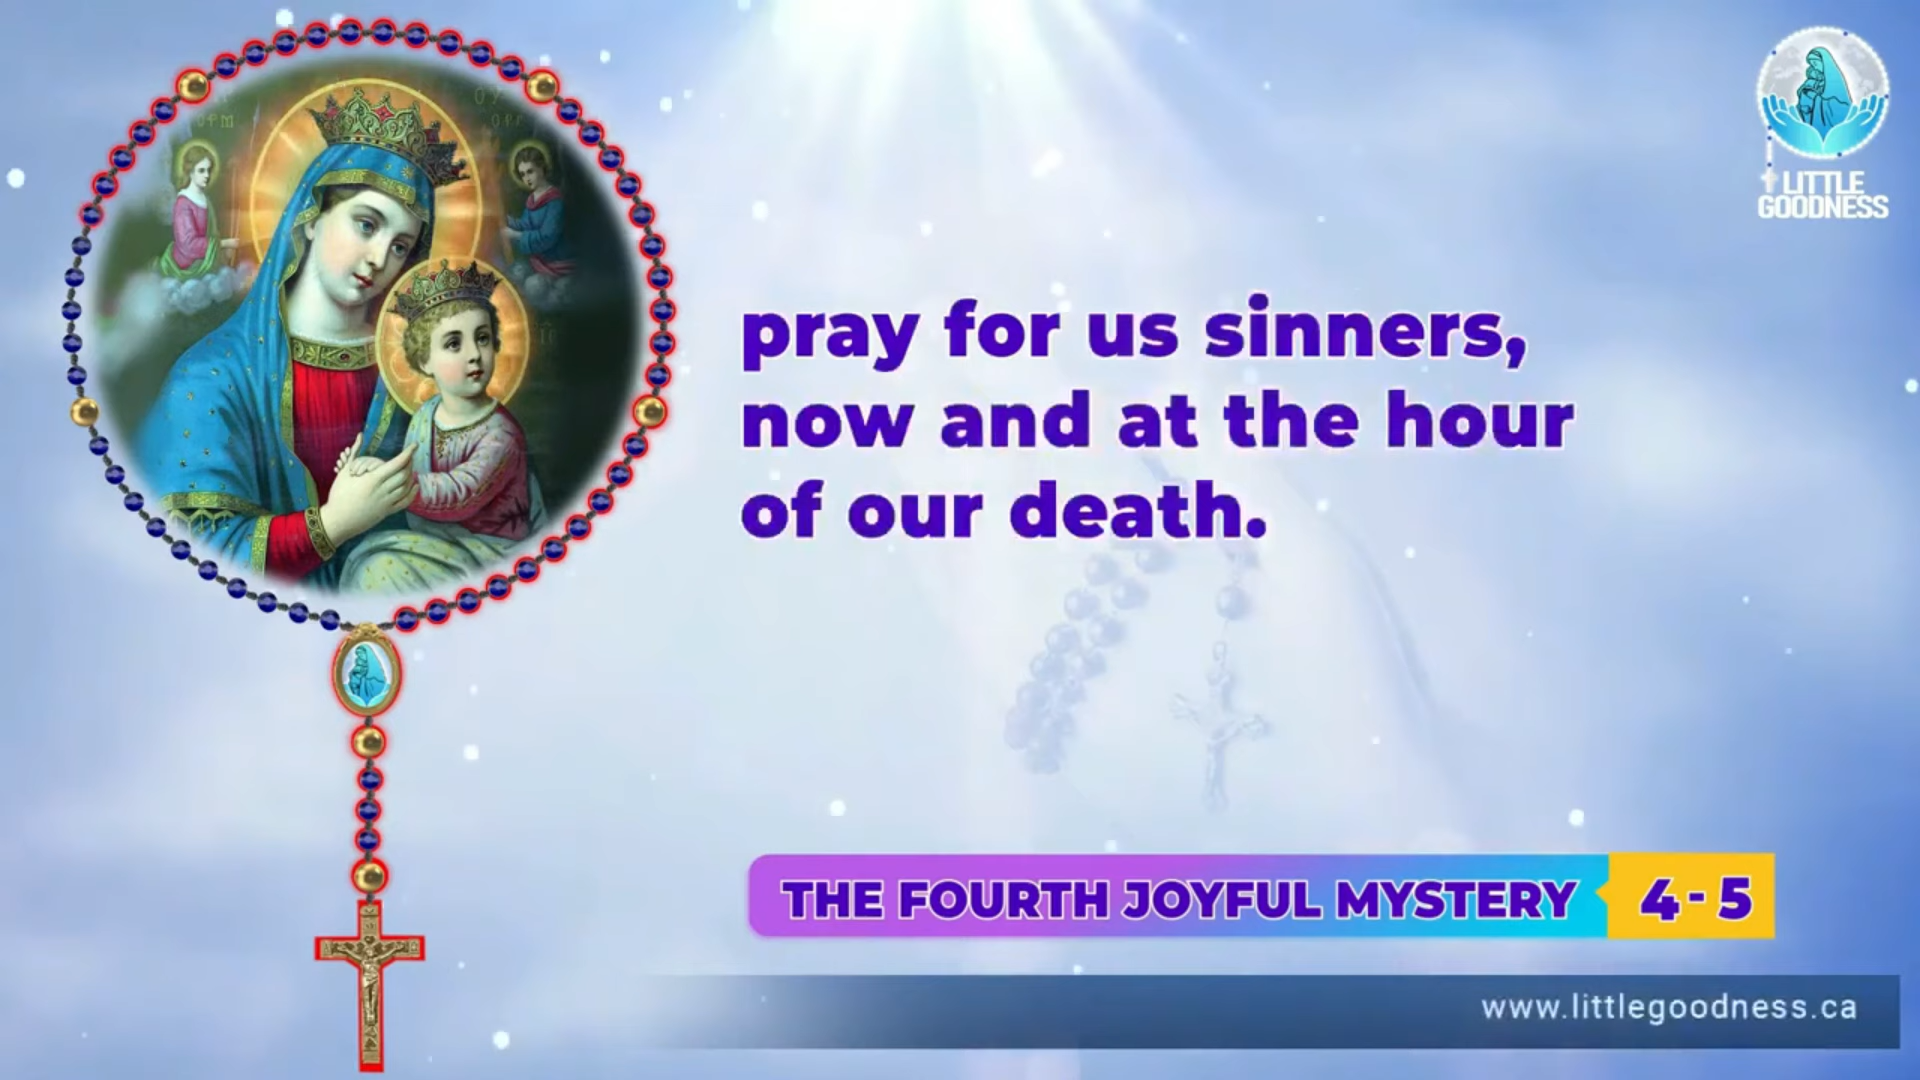 LITTLE
GOODNESS
pray for us sinners,
now and at the hour
of our death.
THE FOURTH JOYFUL MYSTERY 4 - 5
www.littlegoodness.ca